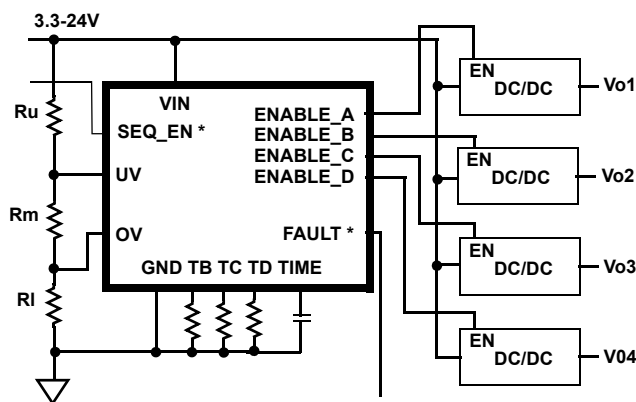 3.3-24V
EN
DC/DC
Vo1
VIN
Ru
ENABLE_A
SEQ_EN *
ENABLE_B
EN
ENABLE_C
DC/DC
Vo2
UV
ENABLE_D
Rm
OV
FAULT *
EN
DC/DC
Vo3
GND TB TC TD TIME
Rl
EN
DC/DC
V04